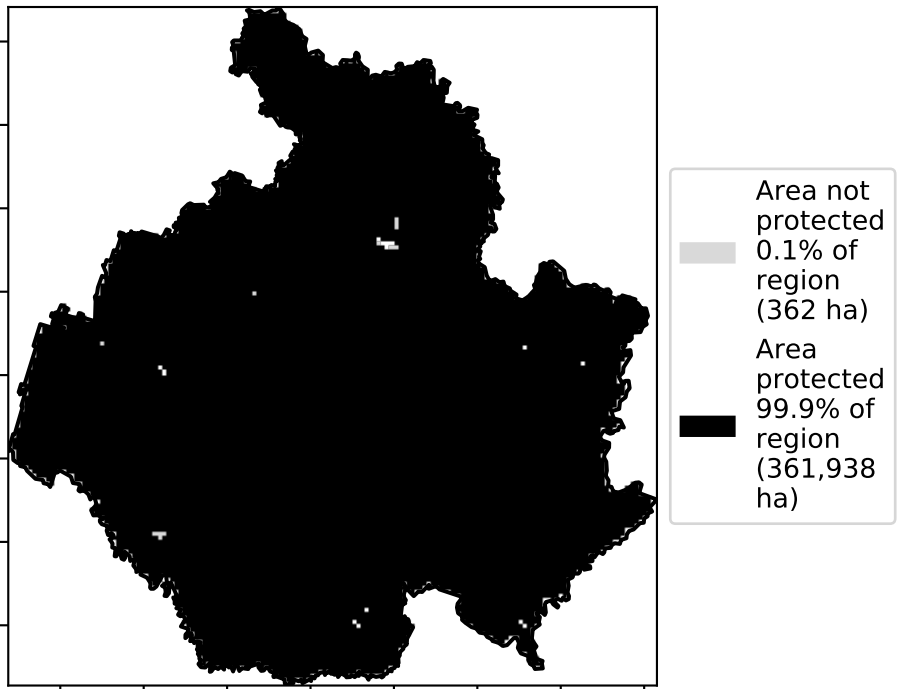 Area not
protected
0.1% of
region
(362 ha)
Area
protected
99.9% of
region
(361,938
ha)